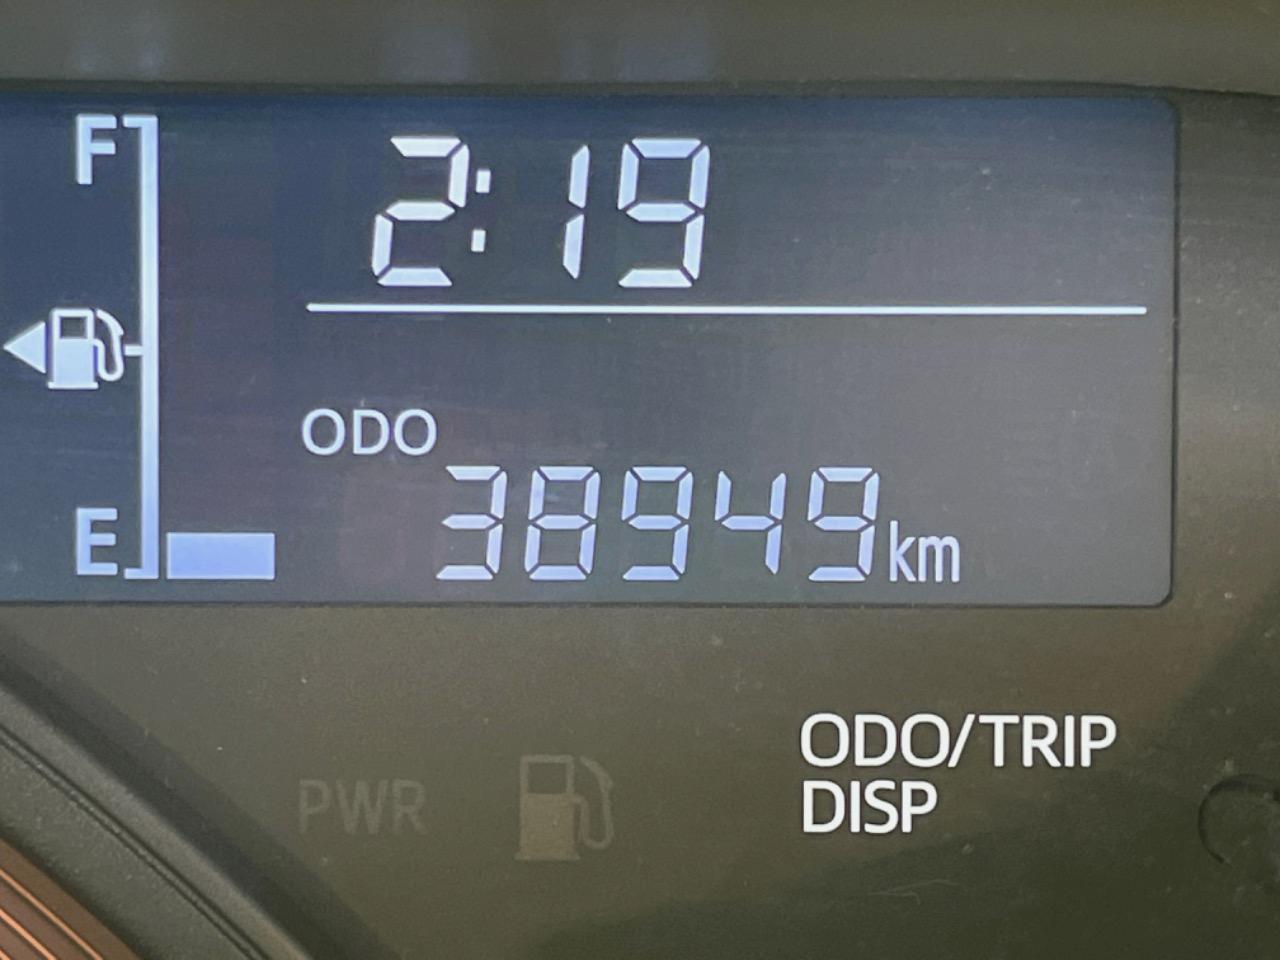 F
2:19
ODO
38949km
E
ODO/TRIP
DISP
PWR